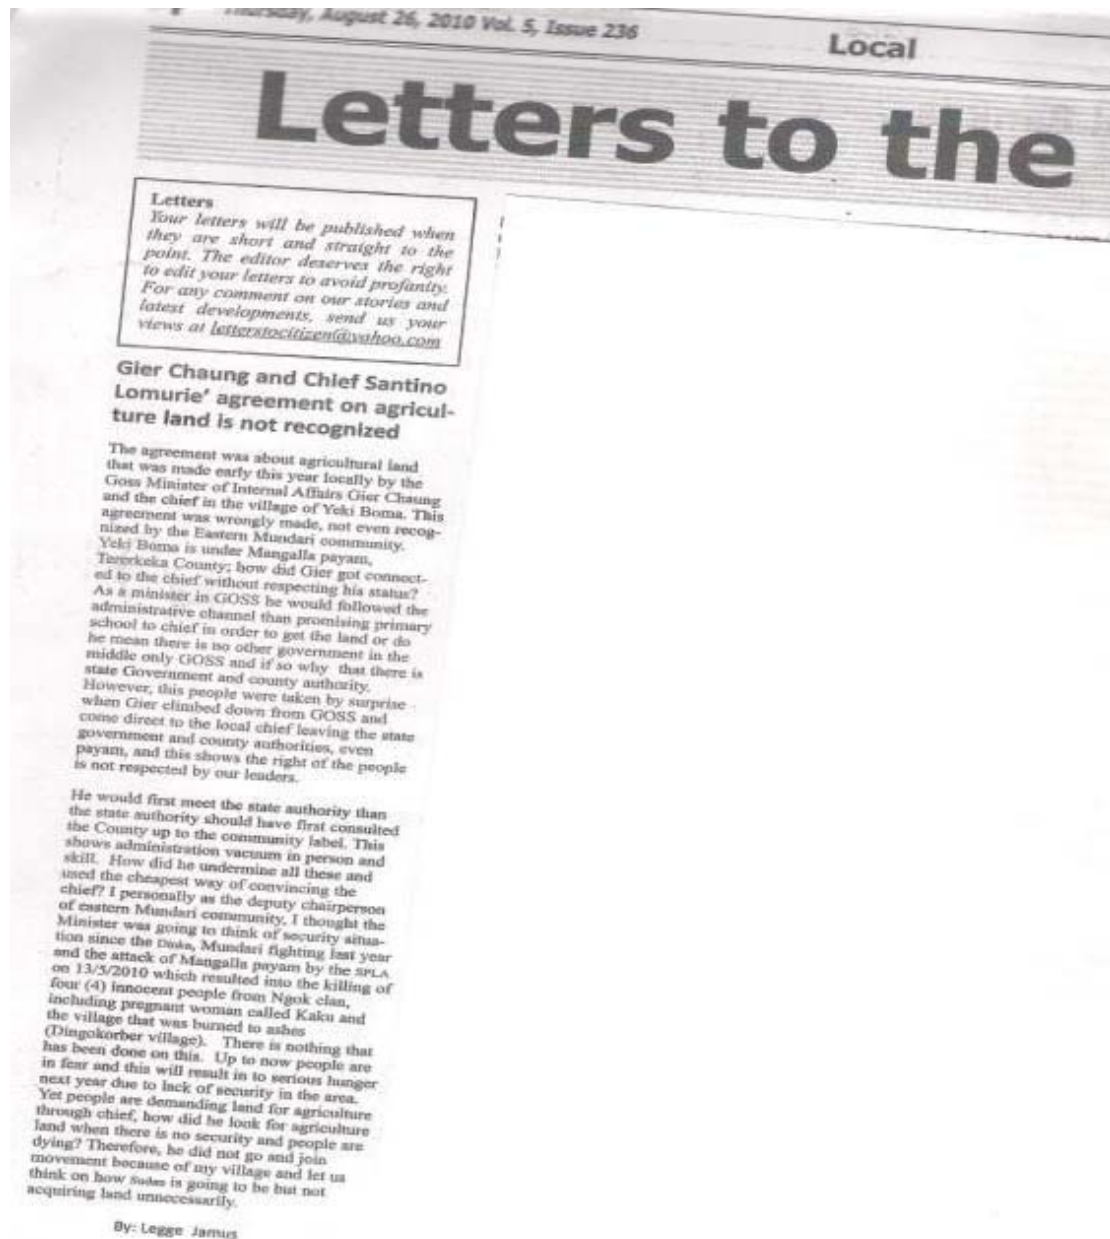 Thursday, August 26, 2010 Vol. 5, Issue 236
Local
Letters to the
Letters
Your letters will be published when
they are short and straight to the
point. The editor deserves the right
to edit your letters to avoid profanity.
For any comment on our stories and
latest developments, send us your
views at letterstocitizen@yahoo.com
Gier Chaung and Chief Santino
Lomurie' agreement on agricul-
ture land is not recognized
The agreement was about agricultural land
that was made early this year locally by the
Goss Minister of Internal Affairs Gier Chaung
and the chief in the village of Yeki Boma. This
agreement was wrongly made, not even recog-
nized by the Eastern Mundari community.
Yeki Boma is under Mangalla payam,
Tererkeka County; how did Gier got connect-
ed to the chief without respecting his status?
As a minister in GOSS he would followed the
administrative channel than promising primary
school to chief in order to get the land or do
he mean there is no other government in the
middle only GOSS and if so why that there is
state Government and county authority.
However, this people were taken by surprise
when Gier climbed down from GOSS and
come direct to the local chief leaving the state
government and county authorities, even
payam, and this shows the right of the people
is not respected by our leaders.
He would first meet the state authority than
the state authority should have first consulted
the County up to the community label. This
shows administration vacuum in person and
skill. How did he undermine all these and
used the cheapest way of convincing the
chief? I personally as the deputy chairperson
of eastern Mundari community, I thought the
Minister was going to think of security situa-
tion since the Dinka, Mundari fighting last year
and the attack of Mangalla payam by the SPLA
on 13/5/2010 which resulted into the killing of
four (4) innocent people from Ngok clan,
including pregnant woman called Kaku and
the village that was burned to ashes
(Dingokorber village). There is nothing that
has been done on this. Up to now people are
in fear and this will result in to serious hunger
next year due to lack of security in the area.
Yet people are demanding land for agriculture
through chief, how did he look for agriculture
land when there is no security and people are
dying? Therefore, he did not go and join
movement because of my village and let us
think on how Sudan is going to be but not
acquiring land unnecessarily.
By: Legge Jamus